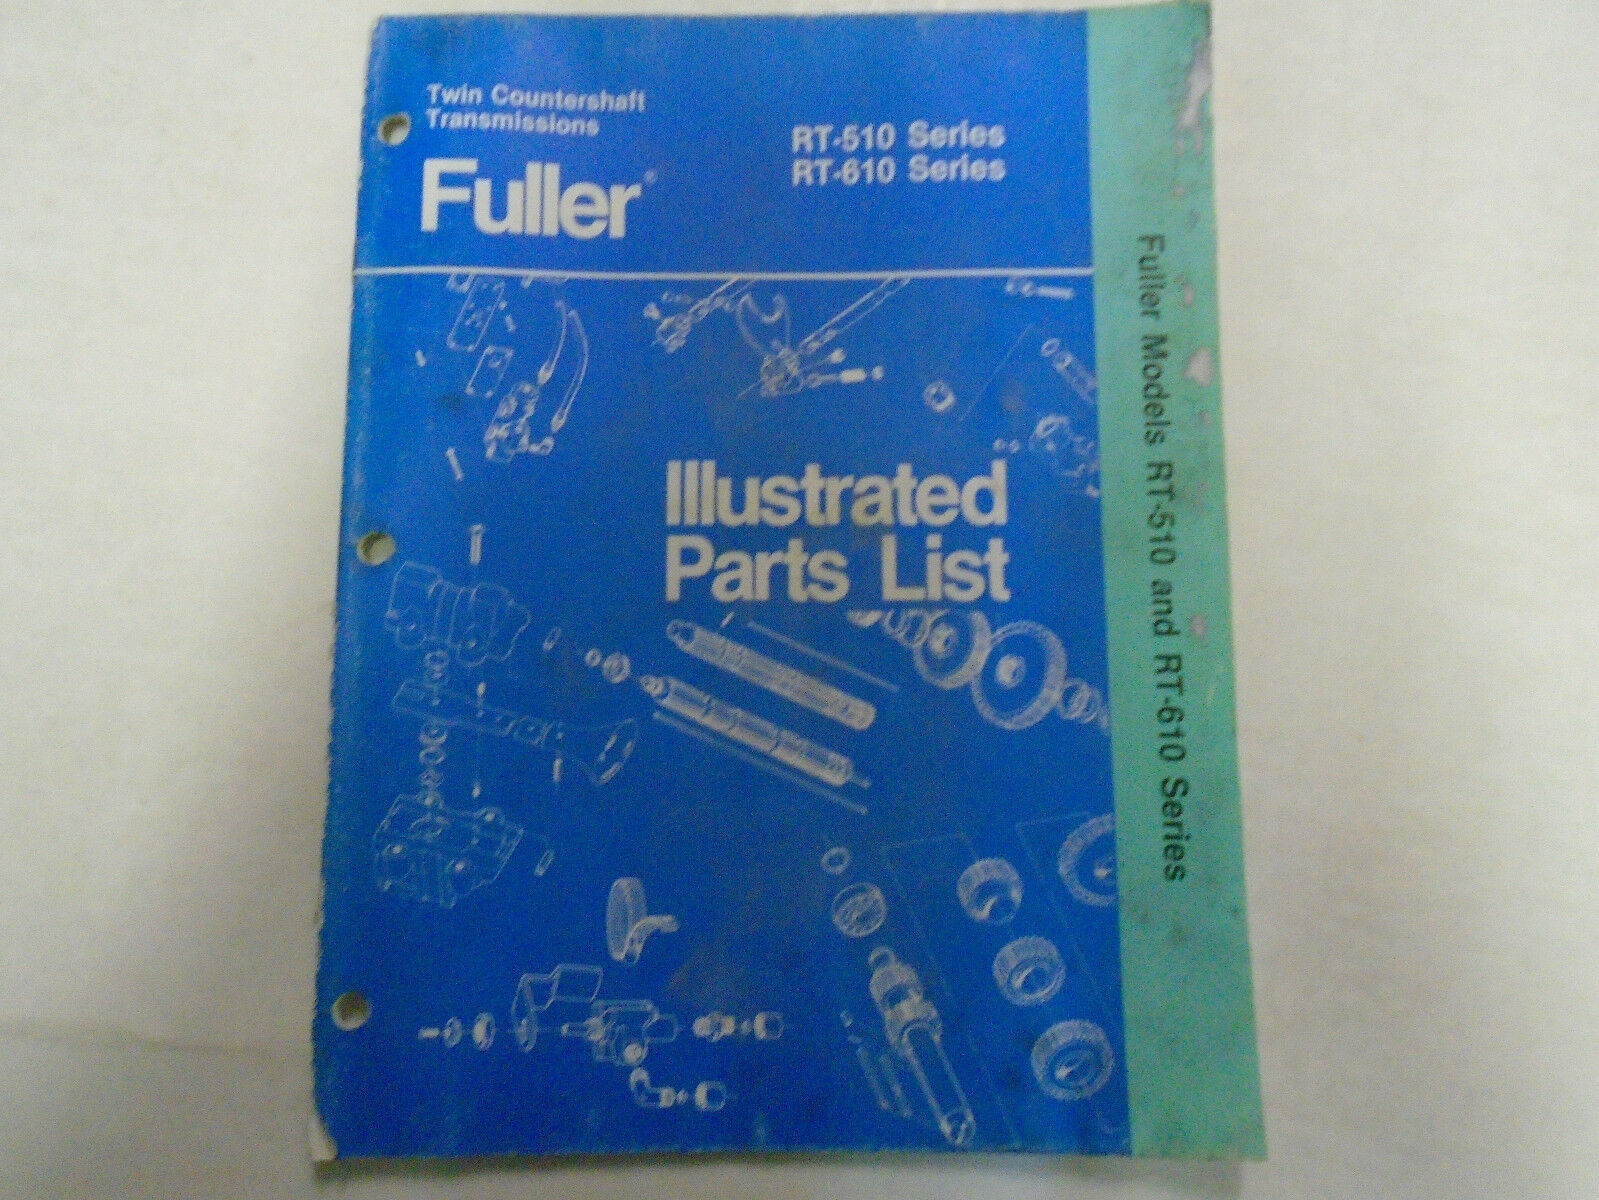 Twin Countershaft
Transmissions
Fuller®
RT-510 Series
RT-610 Series
Illustrated
Parts List
Fuller Models RT-510 and RT-610 Series